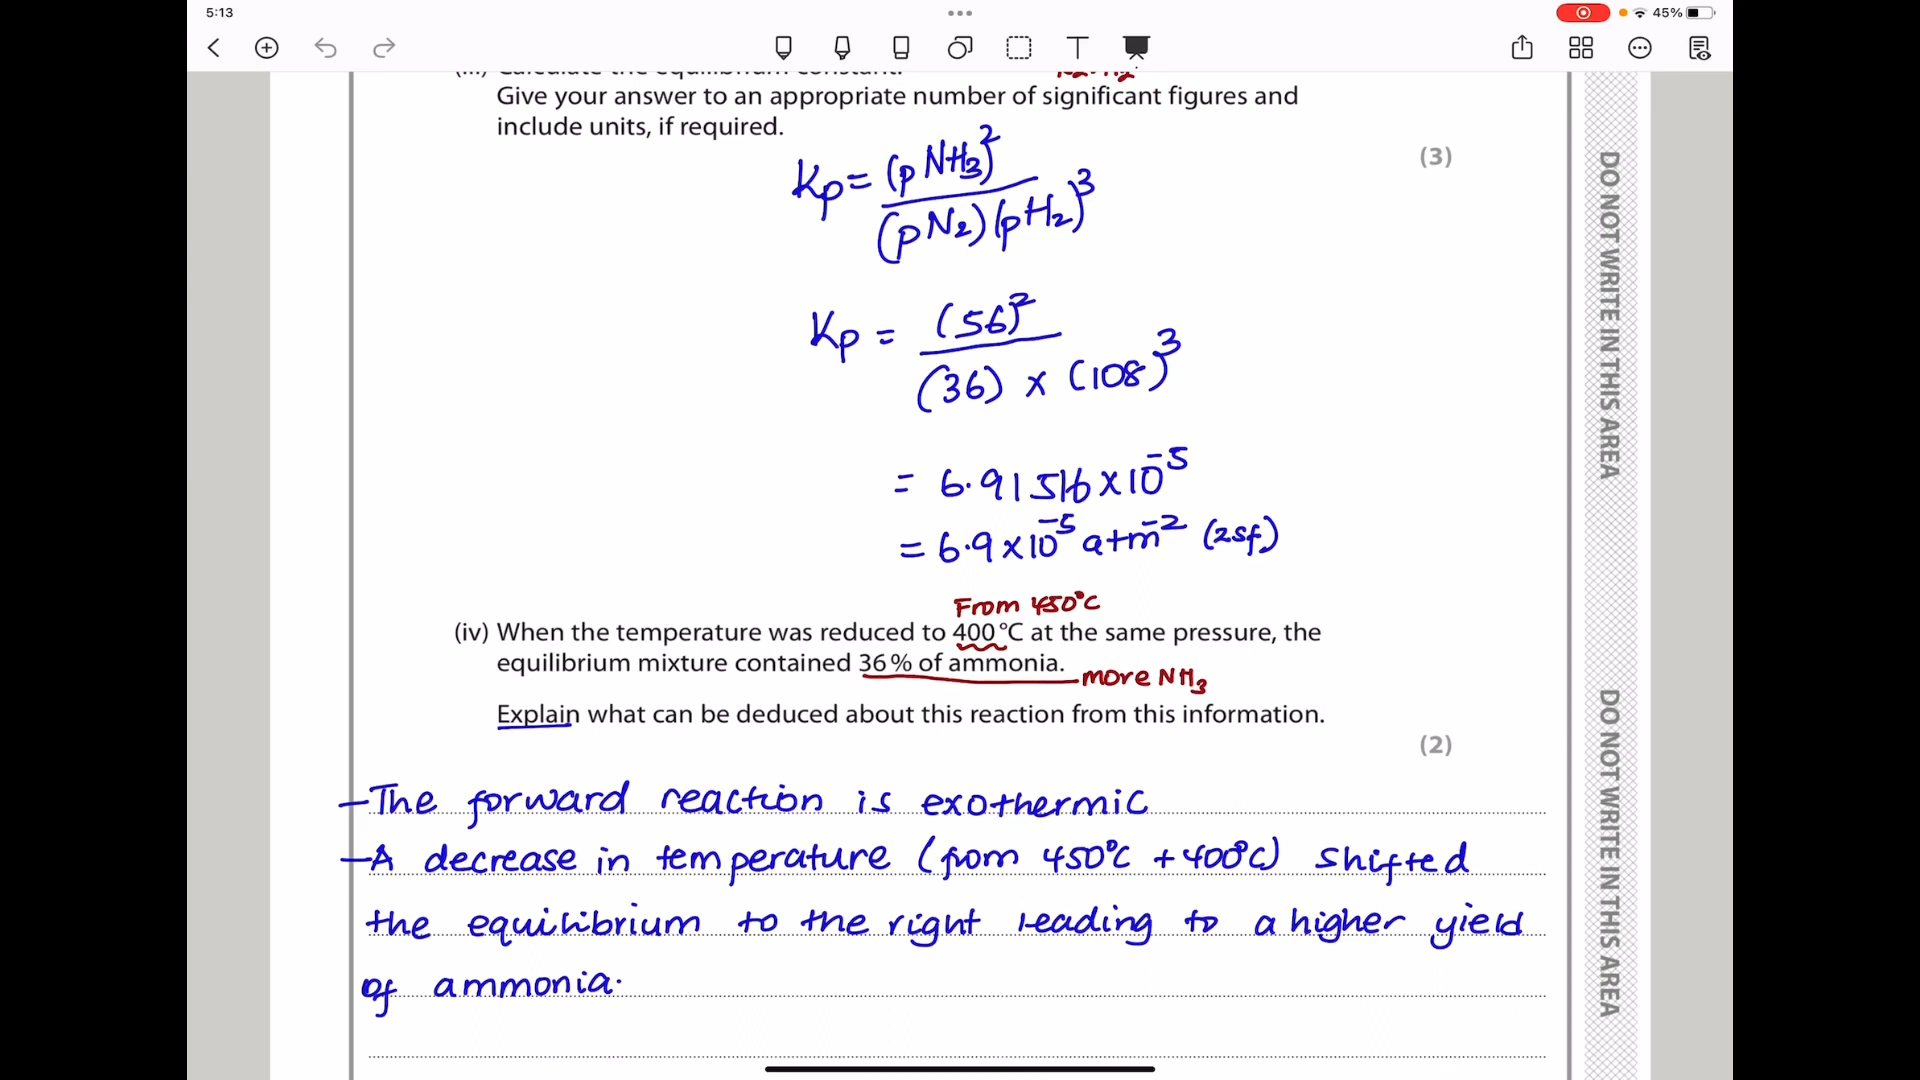 5:13
45%
(iii) Calculate the equilibrium constant.
Give your answer to an appropriate number of significant figures and
include units, if required.
(3)
Kp = (pNH₃)²
(pN₂)(pH₂)³
Kp = (56)²
(36) × (108)³
= 6.91516×10⁻⁵
= 6.9×10⁻⁵ atm⁻² (2sf.)
From 450°C
(iv) When the temperature was reduced to 400°C at the same pressure, the
equilibrium mixture contained 36% of ammonia.
more NH₃
Explain what can be deduced about this reaction from this information.
(2)
– The forward reaction is exothermic
– A decrease in temperature (from 450°C +400°C) shifted
the equilibrium to the right leading to a higher yield
of ammonia.
DO NOT WRITE IN THIS AREA
DO NOT WRITE IN THIS AREA